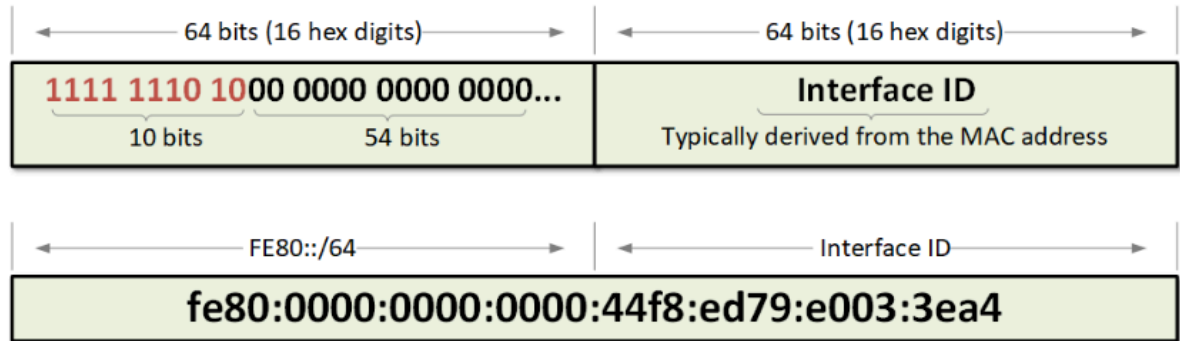 64 bits (16 hex digits) 64 bits (16 hex digits)
1111 1110 1000 0000 0000 0000... Interface ID
10 bits 54 bits Typically derived from the MAC address
FE80::/64 Interface ID
fe80:0000:0000:0000:44f8:ed79:e003:3ea4